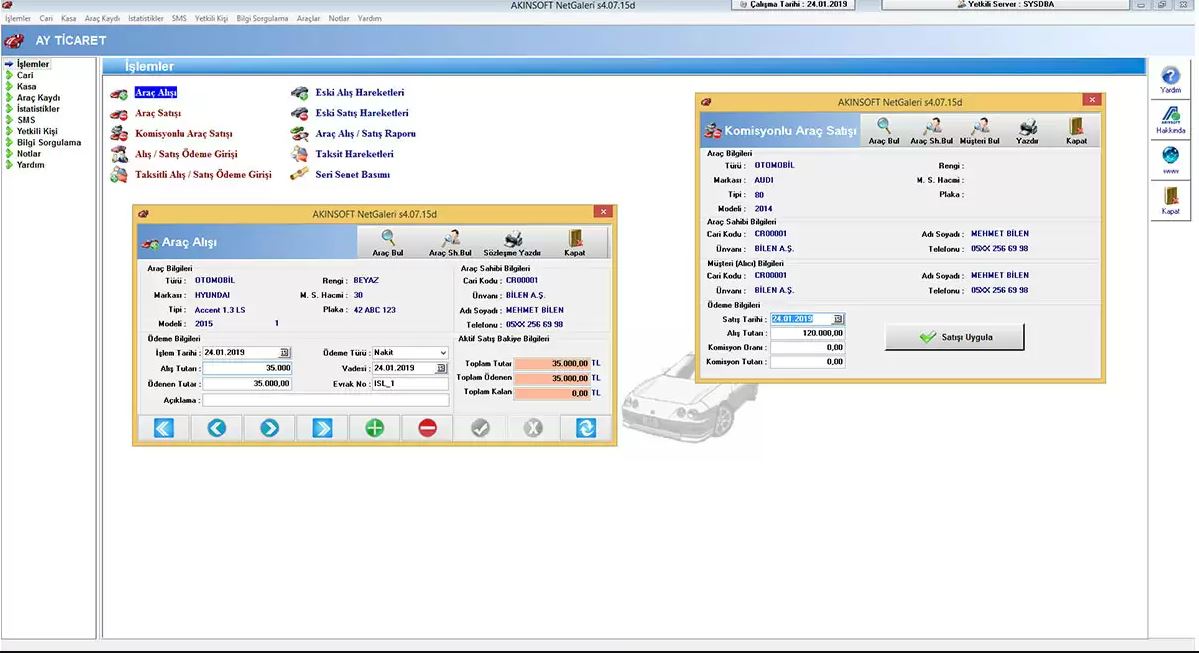 AKINSOFT NetGaleri s4.07.15d
Çalışma Tarihi : 24.01.2019
Yetkili Server : SYSDBA
İşlemler Cari Kasa Araç Kaydı İstatistikler SMS Yetkili Kişi Bilgi Sorgulama Araçlar Notlar Yardım
AY TİCARET
İşlemler
Cari
Kasa
Araç Kaydı
İstatistikler
SMS
Yetkili Kişi
Bilgi Sorgulama
Notlar
Yardım
İşlemler
Araç Alışı
Araç Satışı
Komisyonlu Araç Satışı
Alış / Satış Ödeme Girişi
Taksitli Alış / Satış Ödeme Girişi
Eski Alış Hareketleri
Eski Satış Hareketleri
Araç Alış / Satış Raporu
Taksit Hareketleri
Seri Senet Basımı
AKINSOFT NetGaleri s4.07.15d
Araç Alışı
Araç Bul Araç Sh.Bul Sözleşme Yazdır Kapat
Araç Bilgileri
Türü : OTOMOBİL Rengi : BEYAZ
Markası : HYUNDAI M. S. Hacmi : 30
Tipi : Accent 1.3 LS Plaka : 42 ABC 123
Modeli : 2015 1
Araç Sahibi Bilgileri
Cari Kodu : CR00001
Ünvanı : BİLEN A.Ş.
Adı Soyadı : MEHMET BİLEN
Telefonu : 05XX 256 69 98
Ödeme Bilgileri
İşlem Tarihi : 24.01.2019 Ödeme Türü : Nakit
Alış Tutarı : 35.000 Vadesi : 24.01.2019
Ödenen Tutar : 35.000,00 Evrak No : ISL_1
Açıklama :
Aktif Satış Bakiye Bilgileri
Toplam Tutar 35.000,00 TL
Toplam Ödenen 35.000,00 TL
Toplam Kalan 0,00 TL
AKINSOFT NetGaleri s4.07.15d
Komisyonlu Araç Satışı
Araç Bul Araç Sh.Bul Müşteri Bul Yazdır Kapat
Araç Bilgileri
Türü : OTOMOBİL Rengi :
Markası : AUDI M. S. Hacmi :
Tipi : 80 Plaka :
Modeli : 2014
Araç Sahibi Bilgileri
Cari Kodu : CR00001 Adı Soyadı : MEHMET BİLEN
Ünvanı : BİLEN A.Ş. Telefonu : 05XX 256 69 98
Müşteri (Alıcı) Bilgileri
Cari Kodu : CR00001 Adı Soyadı : MEHMET BİLEN
Ünvanı : BİLEN A.Ş. Telefonu : 05XX 256 69 98
Ödeme Bilgileri
Satış Tarihi : 24.01.2019
Alış Tutarı : 120.000,00
Komisyon Oranı : 0,00
Komisyon Tutarı : 0,00
Satışı Uygula
Yardım
AKINSOFT
Hakkında
www
Kapat